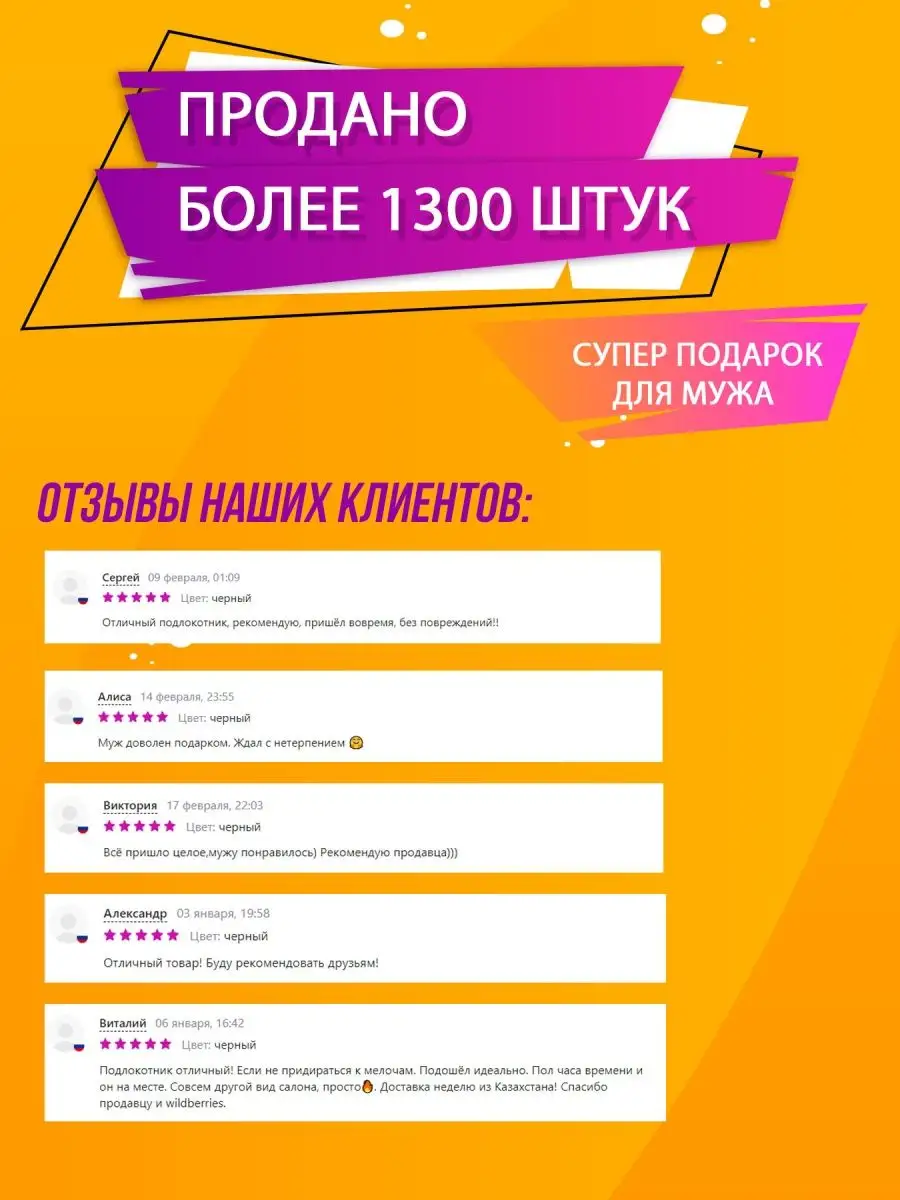 ПРОДАНО
БОЛЕЕ 1300 ШТУК
СУПЕР ПОДАРОК
ДЛЯ МУЖА
ОТЗЫВЫ НАШИХ КЛИЕНТОВ:
Сергей 09 февраля, 01:09
Цвет: черный
Отличный подлокотник, рекомендую, пришёл вовремя, без повреждений!!
Алиса 14 февраля, 23:55
Цвет: черный
Муж доволен подарком. Ждал с нетерпением 🤗
Виктория 17 февраля, 22:03
Цвет: черный
Всё пришло целое,мужу понравилось) Рекомендую продавца)))
Александр 03 января, 19:58
Цвет: черный
Отличный товар! Буду рекомендовать друзьям!
Виталий 06 января, 16:42
Цвет: черный
Подлокотник отличный! Если не придираться к мелочам. Подошёл идеально. Пол часа времени и
он на месте. Совсем другой вид салона, просто🔥. Доставка неделю из Казахстана! Спасибо
продавцу и wildberries.